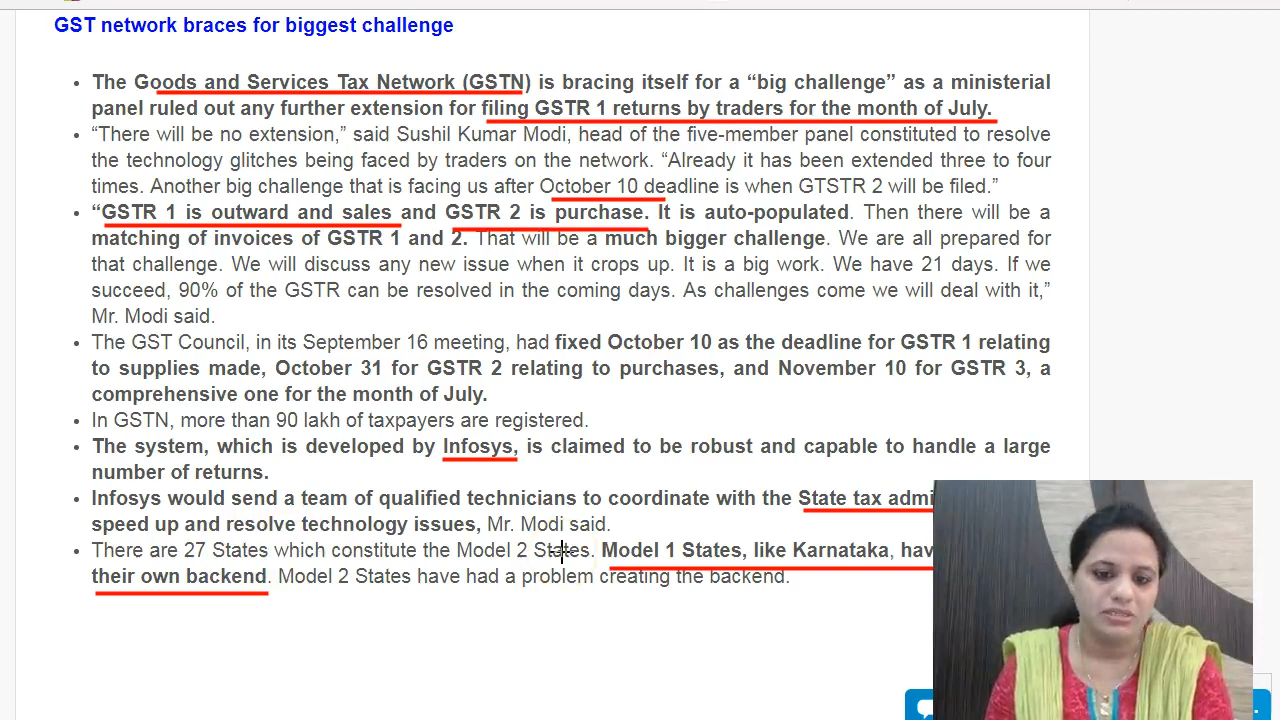 GST network braces for biggest challenge
• The Goods and Services Tax Network (GSTN) is bracing itself for a “big challenge” as a ministerial
panel ruled out any further extension for filing GSTR 1 returns by traders for the month of July.
• “There will be no extension,” said Sushil Kumar Modi, head of the five-member panel constituted to resolve
the technology glitches being faced by traders on the network. “Already it has been extended three to four
times. Another big challenge that is facing us after October 10 deadline is when GTSTR 2 will be filed.”
• “GSTR 1 is outward and sales and GSTR 2 is purchase. It is auto-populated. Then there will be a
matching of invoices of GSTR 1 and 2. That will be a much bigger challenge. We are all prepared for
that challenge. We will discuss any new issue when it crops up. It is a big work. We have 21 days. If we
succeed, 90% of the GSTR can be resolved in the coming days. As challenges come we will deal with it,”
Mr. Modi said.
• The GST Council, in its September 16 meeting, had fixed October 10 as the deadline for GSTR 1 relating
to supplies made, October 31 for GSTR 2 relating to purchases, and November 10 for GSTR 3, a
comprehensive one for the month of July.
• In GSTN, more than 90 lakh of taxpayers are registered.
• The system, which is developed by Infosys, is claimed to be robust and capable to handle a large
number of returns.
• Infosys would send a team of qualified technicians to coordinate with the State tax
speed up and resolve technology issues, Mr. Modi said.
• There are 27 States which constitute the Model 2 States. Model 1 States, like Karnataka,
their own backend. Model 2 States have had a problem creating the backend.